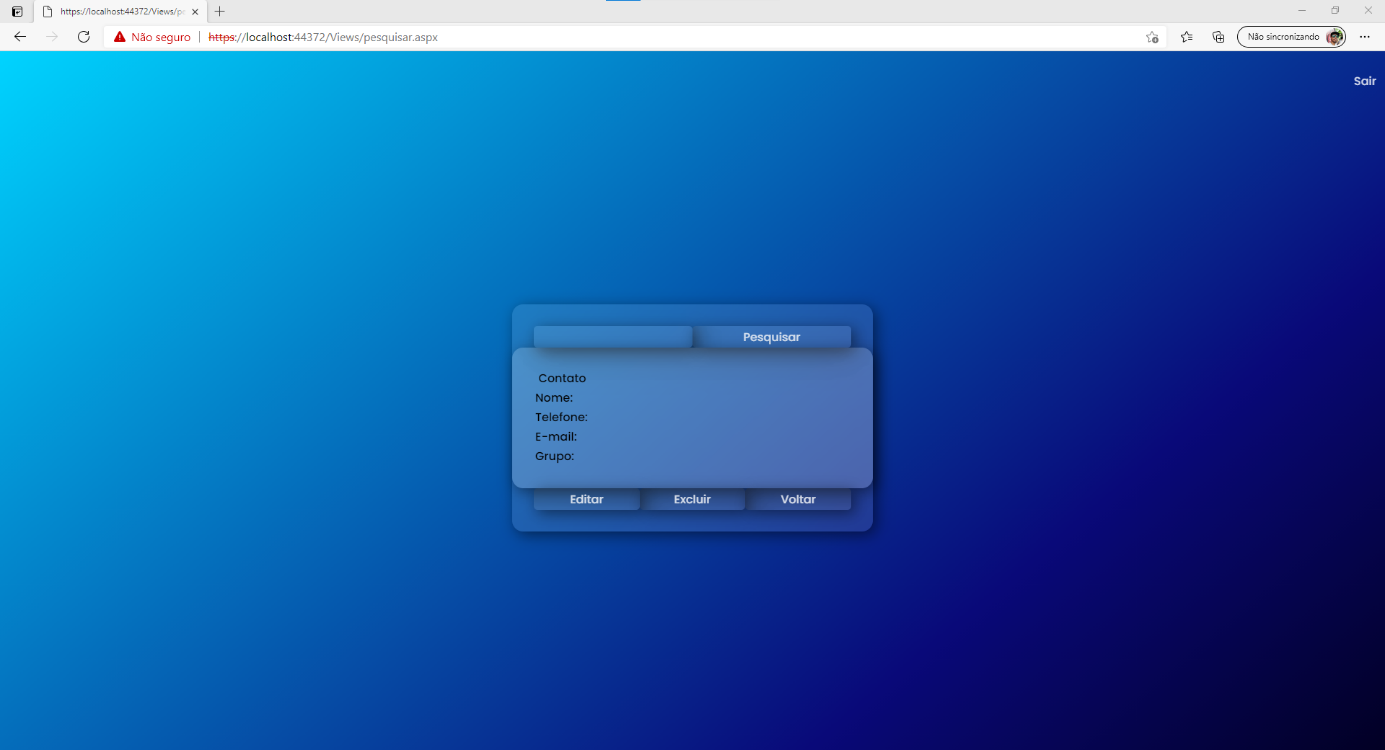 https://localhost:44372/Views/pe
Não seguro | https://localhost:44372/Views/pesquisar.aspx
Não sincronizando
Sair
Pesquisar
Contato
Nome:
Telefone:
E-mail:
Grupo:
Editar Excluir Voltar